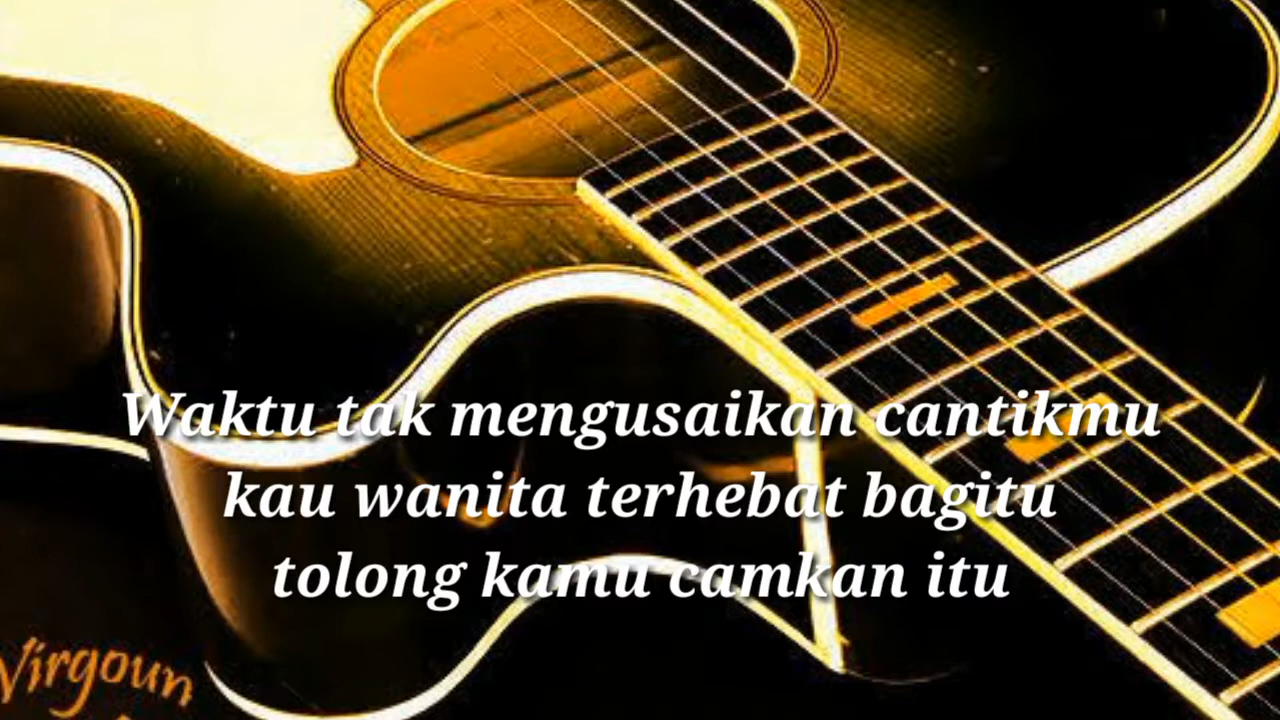 Waktu tak mengusaikan cantikmu
kau wanita terhebat bagitu
tolong kamu camkan itu
Virgoun